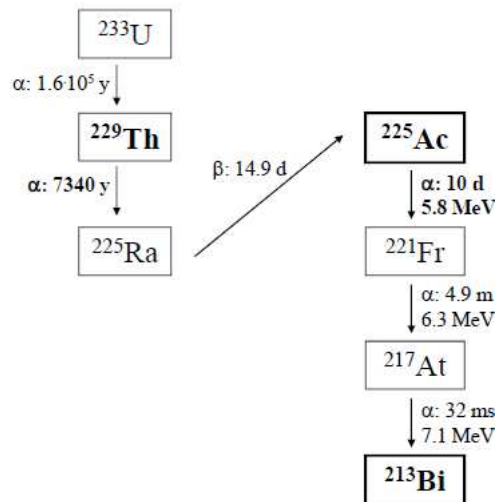 ²³³U
α: 1.6·10⁵ y
²²⁹Th
α: 7340 y
²²⁵Ra
β: 14.9 d
²²⁵Ac
α: 10 d
5.8 MeV
²²¹Fr
α: 4.9 m
6.3 MeV
²¹⁷At
α: 32 ms
7.1 MeV
²¹³Bi